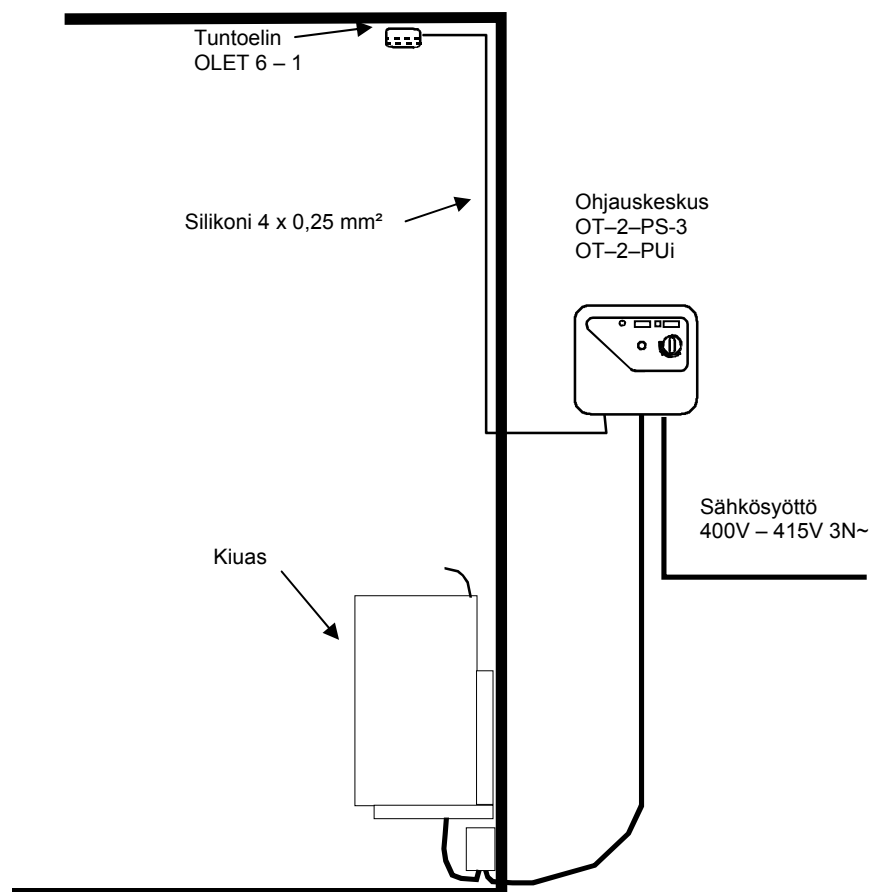 Tuntoelin
OLET 6 – 1
Silikoni 4 x 0,25 mm²
Ohjauskeskus
OT–2–PS-3
OT–2–PUi
Sähkösyöttö
400V – 415V 3N~
Kiuas